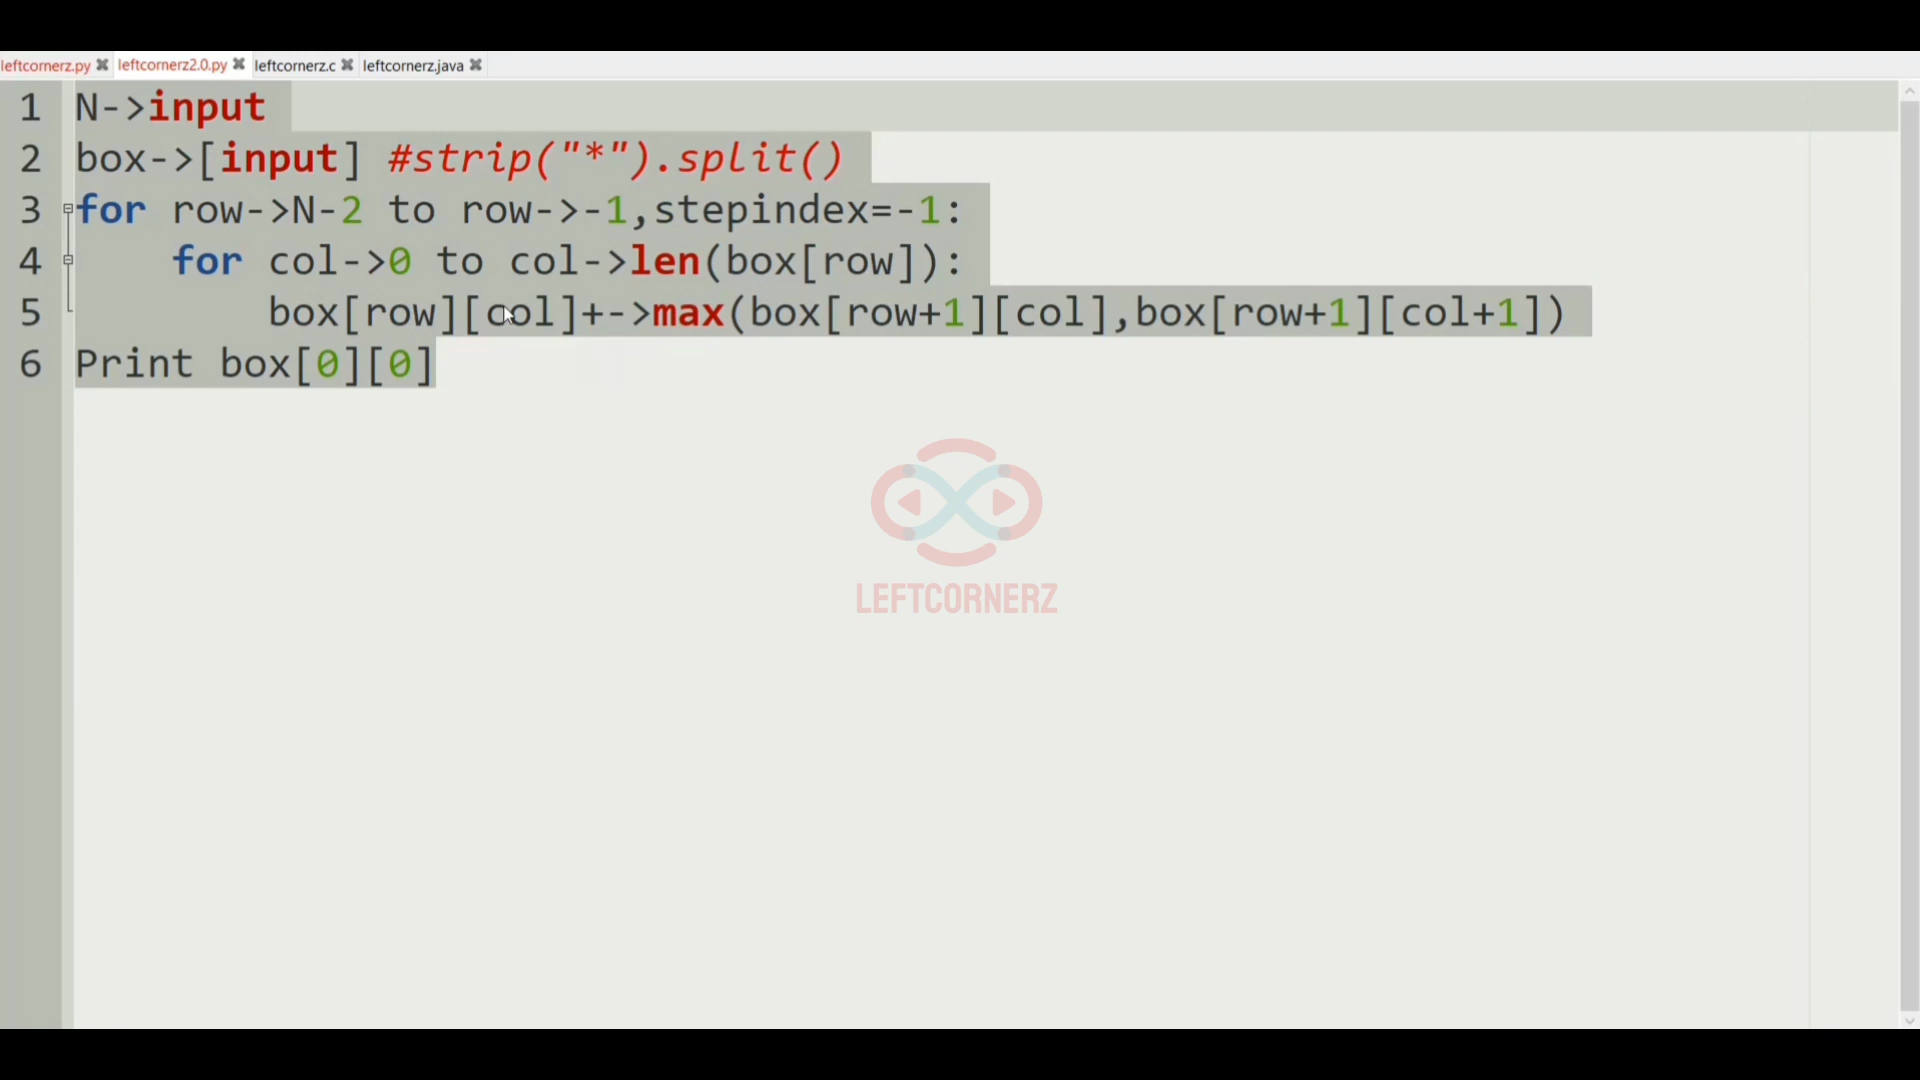 leftcornerz.py leftcornerz2.0.py leftcornerz.c leftcornerz.java
1 N->input
2 box->[input] #strip("*").split()
3 for row->N-2 to row->-1,stepindex=-1:
4 for col->0 to col->len(box[row]):
5 box[row][col]+->max(box[row+1][col],box[row+1][col+1])
6 Print box[0][0]
LEFTCORNERZ